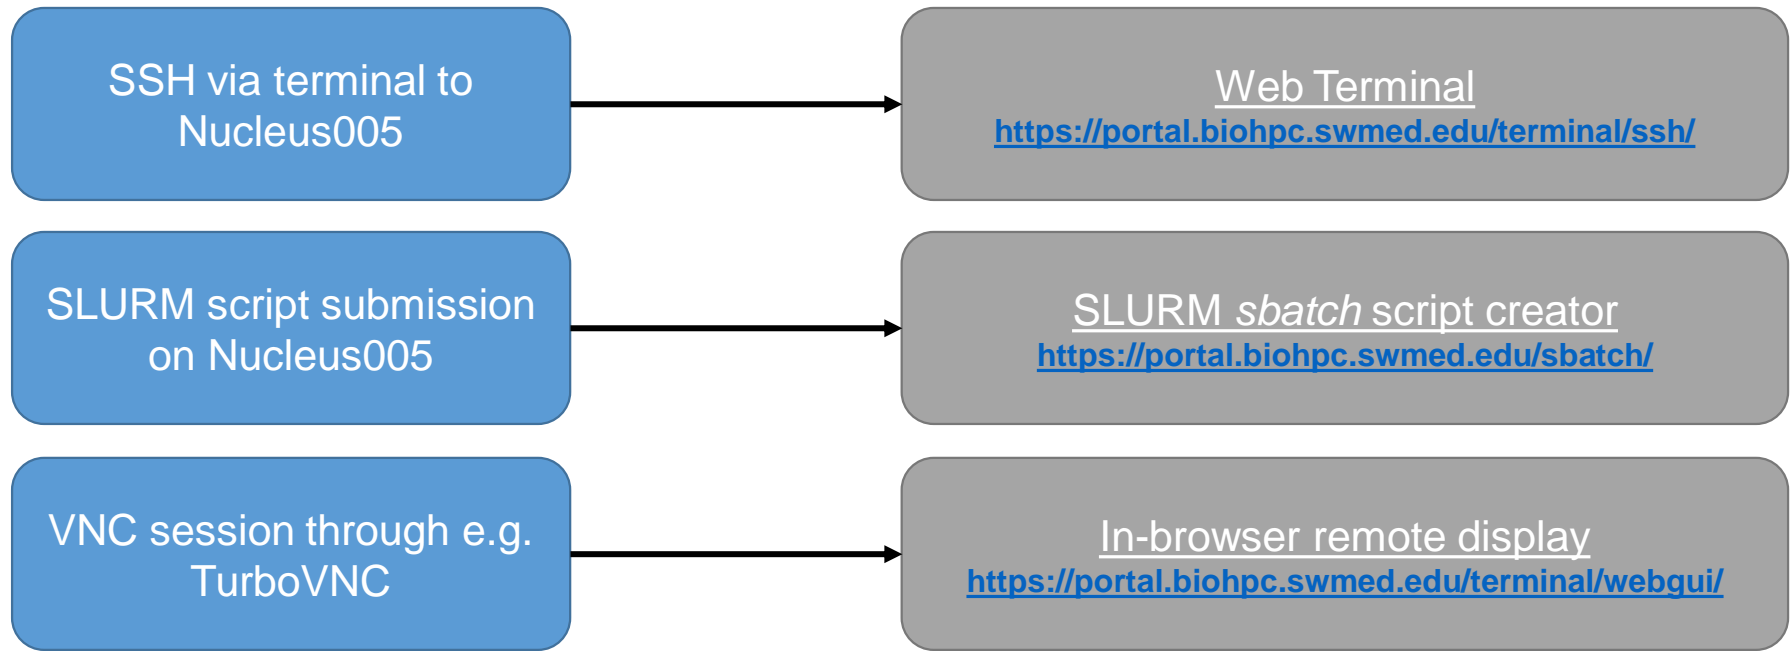 SSH via terminal to
Nucleus005
Web Terminal
https://portal.biohpc.swmed.edu/terminal/ssh/
SLURM script submission
on Nucleus005
SLURM sbatch script creator
https://portal.biohpc.swmed.edu/sbatch/
VNC session through e.g.
TurboVNC
In-browser remote display
https://portal.biohpc.swmed.edu/terminal/webgui/